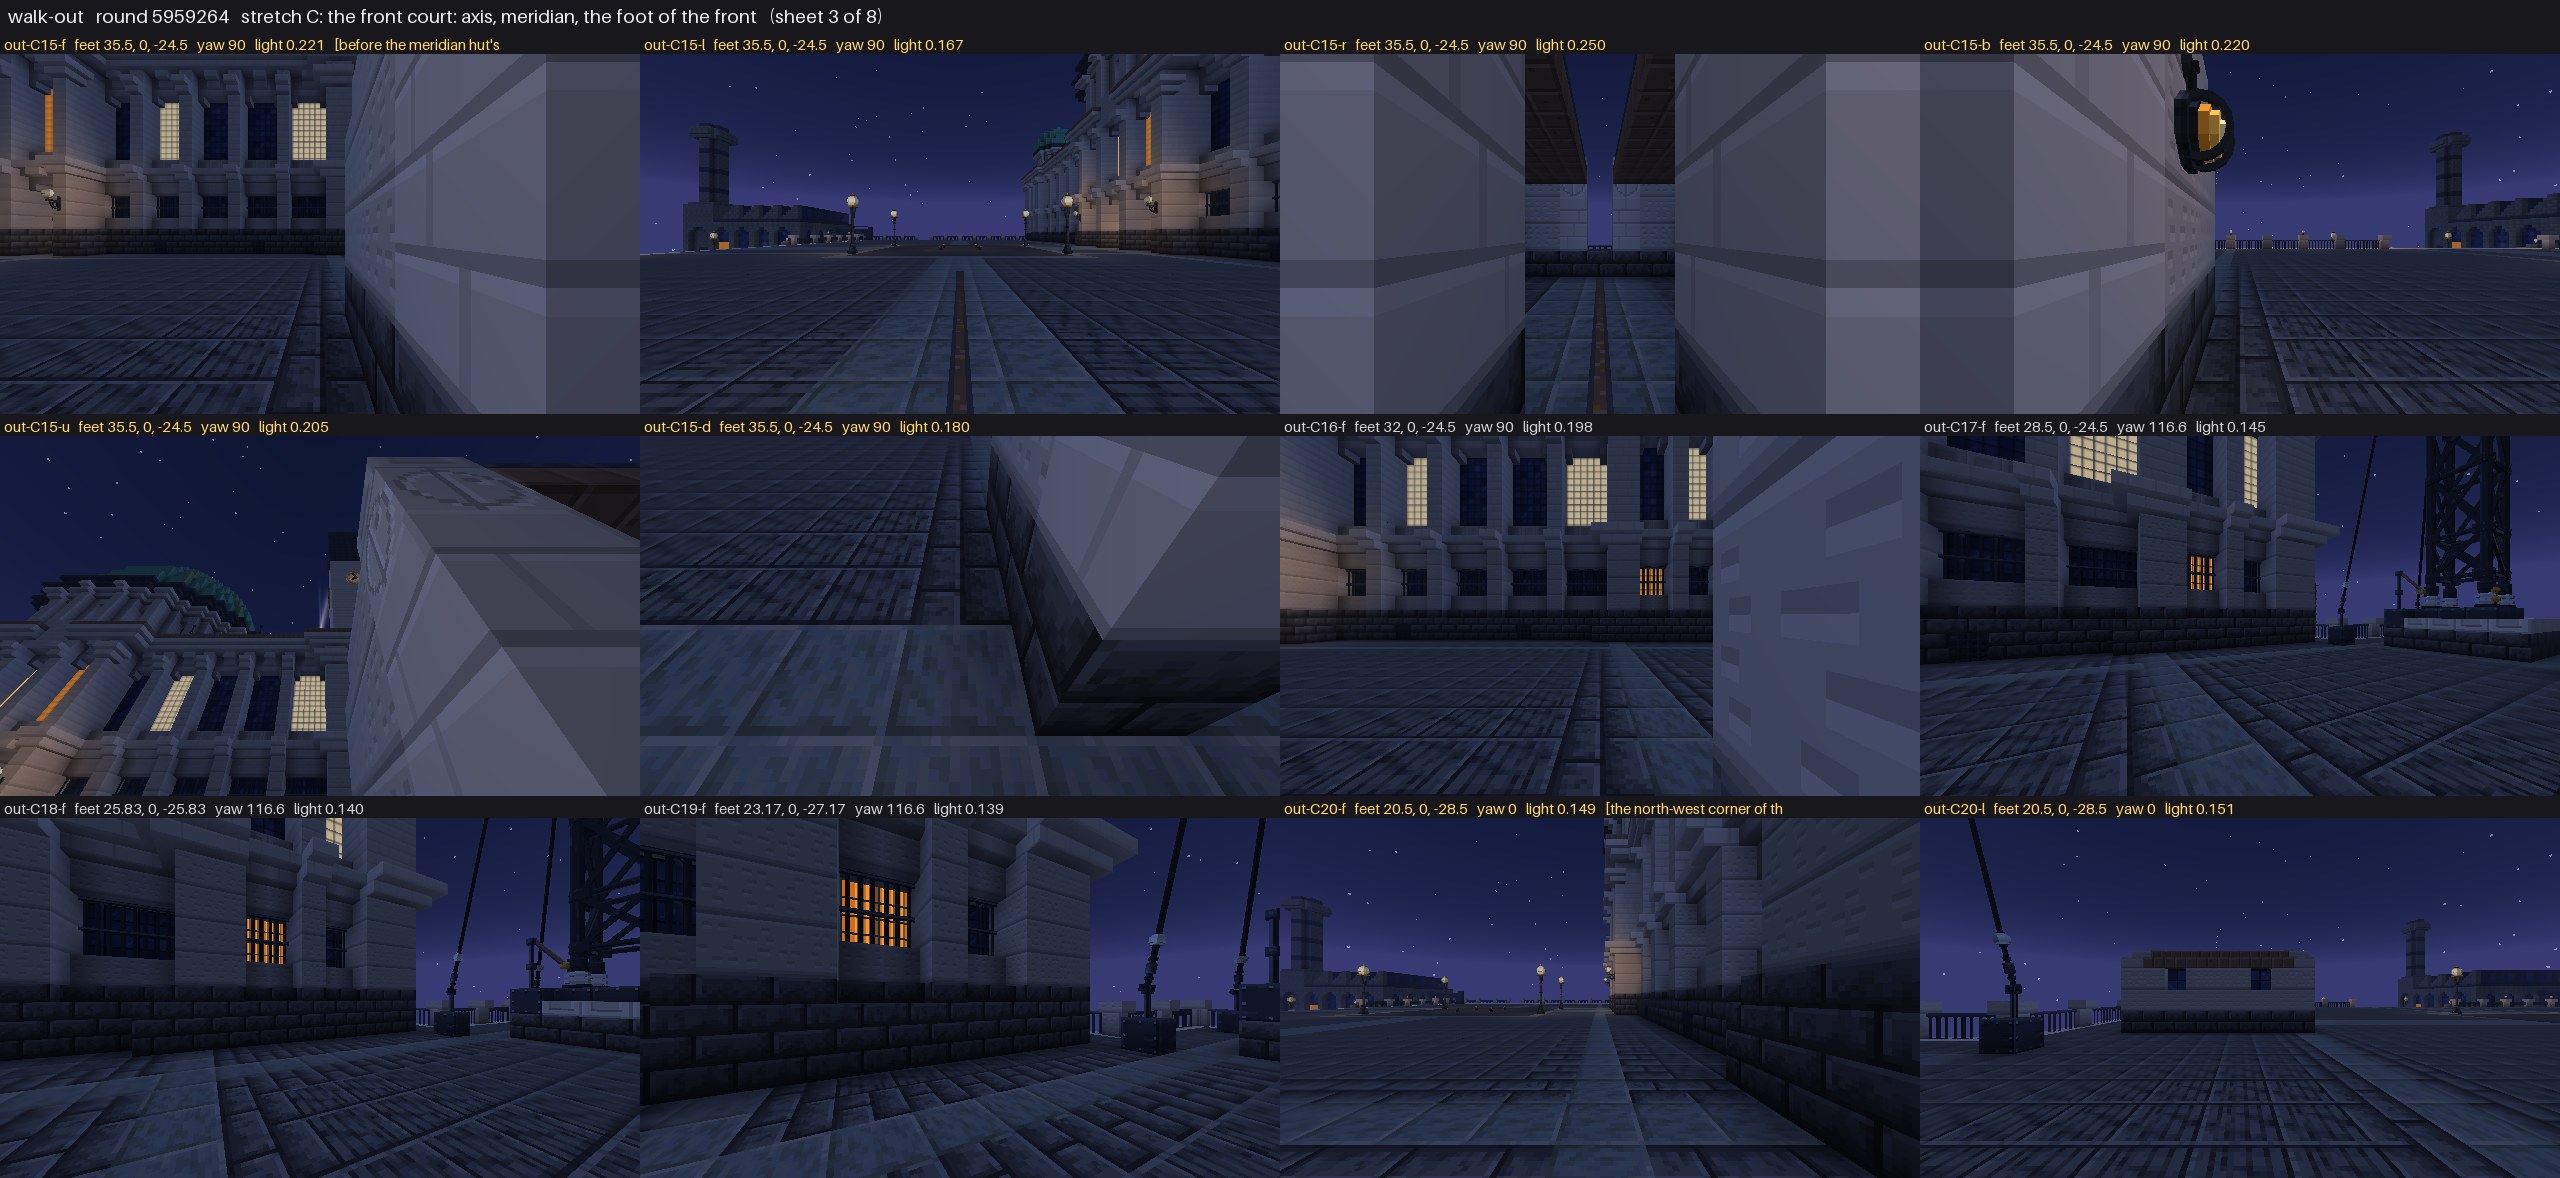 walk-out round 5959264 stretch C: the front court: axis, meridian, the foot of the front (sheet 3 of 8)
out-C15-f feet 35.5, 0, -24.5 yaw 90 light 0.221 [before the meridian hut's
out-C15-l feet 35.5, 0, -24.5 yaw 90 light 0.167
out-C15-r feet 35.5, 0, -24.5 yaw 90 light 0.250
out-C15-b feet 35.5, 0, -24.5 yaw 90 light 0.220
out-C15-u feet 35.5, 0, -24.5 yaw 90 light 0.205
out-C15-d feet 35.5, 0, -24.5 yaw 90 light 0.180
out-C16-f feet 32, 0, -24.5 yaw 90 light 0.198
out-C17-f feet 28.5, 0, -24.5 yaw 116.6 light 0.145
out-C18-f feet 25.83, 0, -25.83 yaw 116.6 light 0.140
out-C19-f feet 23.17, 0, -27.17 yaw 116.6 light 0.139
out-C20-f feet 20.5, 0, -28.5 yaw 0 light 0.149 [the north-west corner of th
out-C20-l feet 20.5, 0, -28.5 yaw 0 light 0.151